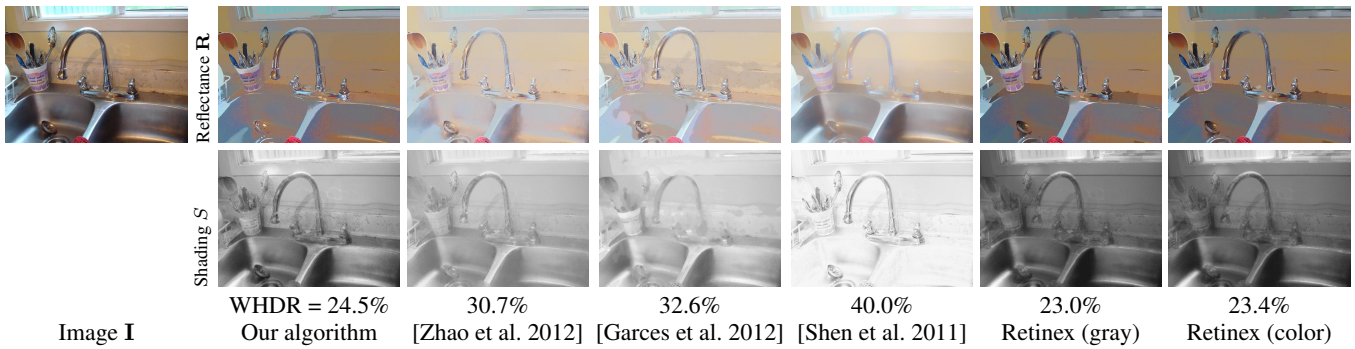 Reflectance R
Shading S
WHDR = 24.5% 30.7% 32.6% 40.0% 23.0% 23.4%
Image I Our algorithm [Zhao et al. 2012] [Garces et al. 2012] [Shen et al. 2011] Retinex (gray) Retinex (color)